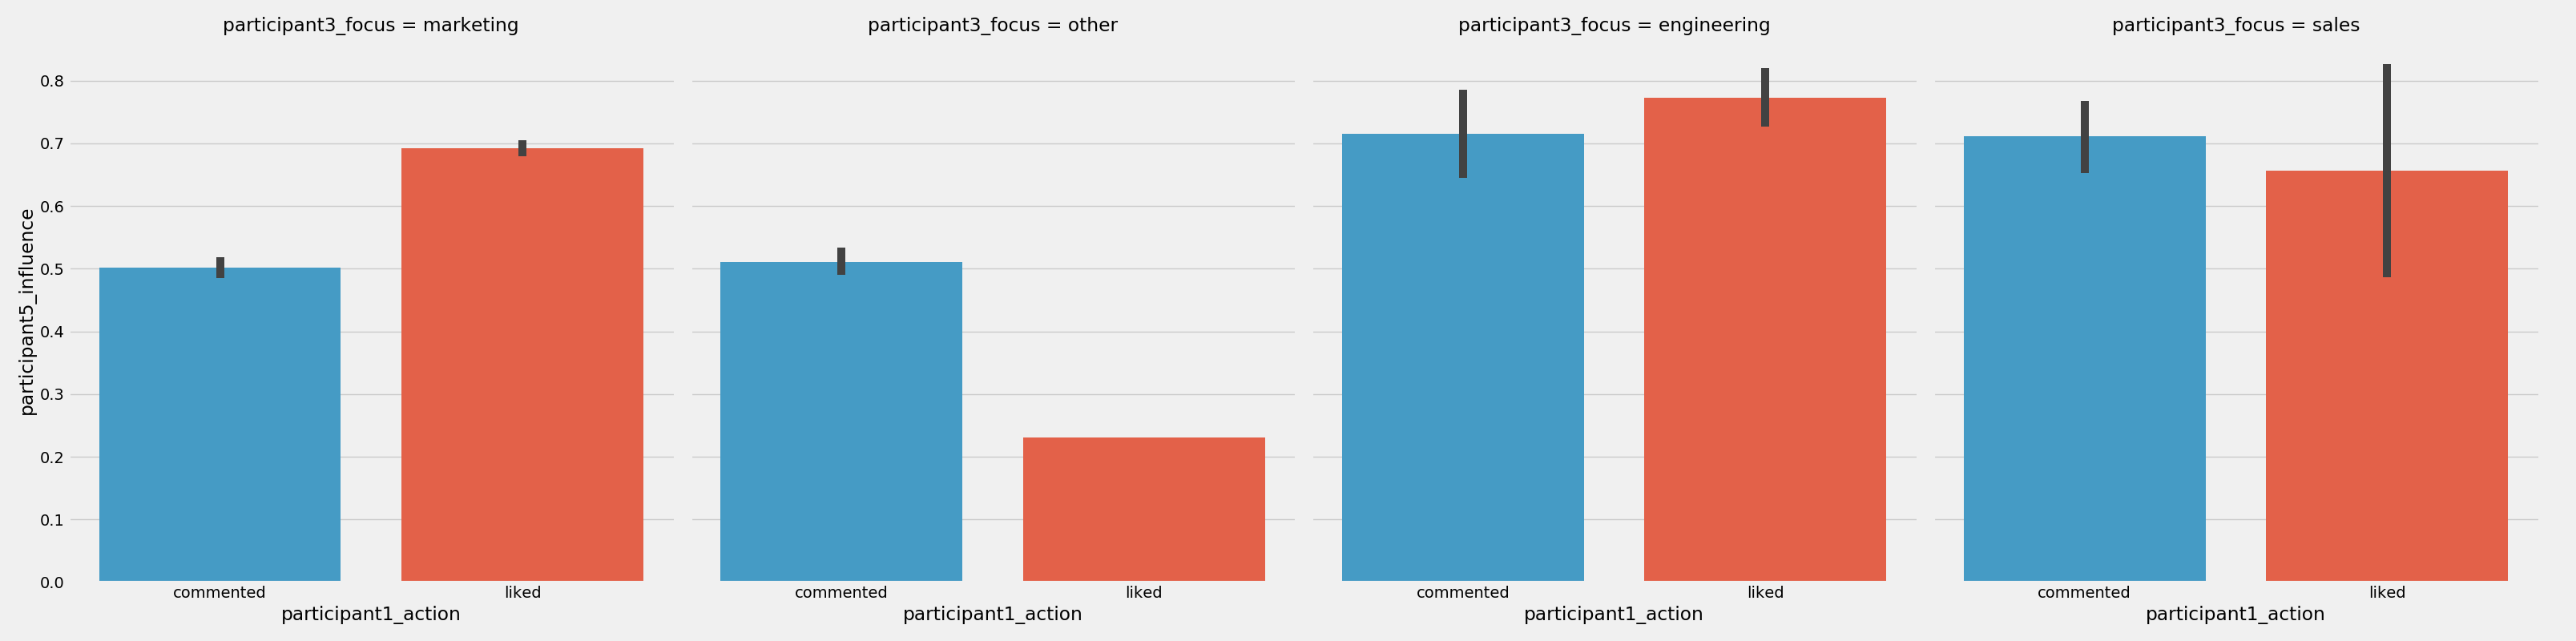 participant3_focus = marketing
participant3_focus = other
participant3_focus = engineering
participant3_focus = sales
participant5_influence
0.8
0.7
0.6
0.5
0.4
0.3
0.2
0.1
0.0
commented liked
commented liked
commented liked
commented liked
participant1_action
participant1_action
participant1_action
participant1_action